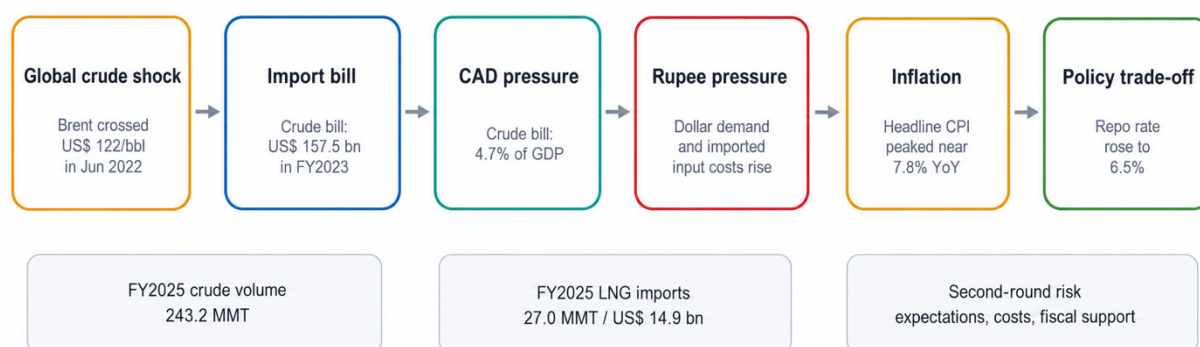 Global crude shock
Brent crossed
US$ 122/bbl
in Jun 2022
Import bill
Crude bill:
US$ 157.5 bn
in FY2023
CAD pressure
Crude bill:
4.7% of GDP
Rupee pressure
Dollar demand
and imported
input costs rise
Inflation
Headline CPI
peaked near
7.8% YoY
Policy trade-off
Repo rate
rose to
6.5%
FY2025 crude volume
243.2 MMT
FY2025 LNG imports
27.0 MMT / US$ 14.9 bn
Second-round risk
expectations, costs, fiscal support